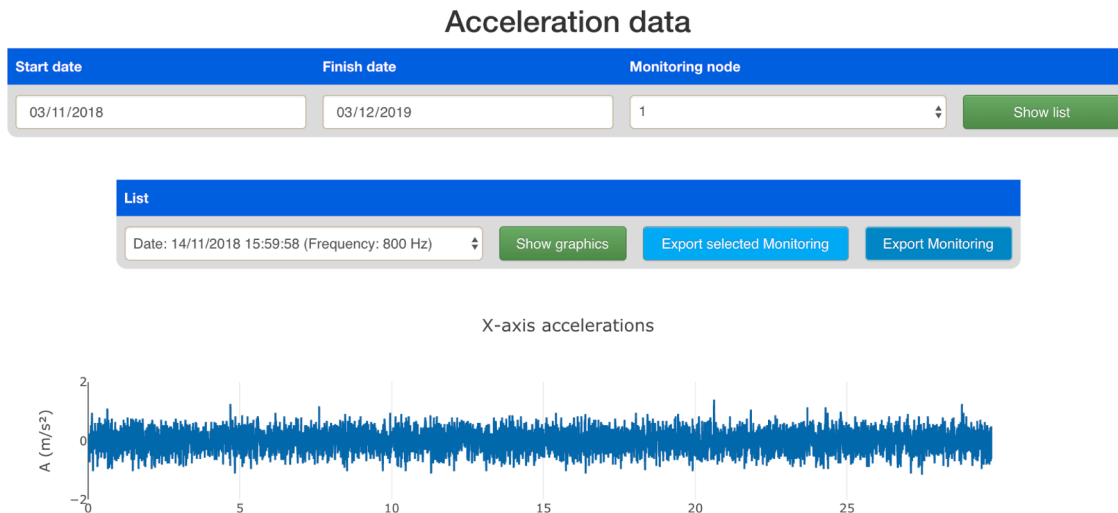 Acceleration data
Start date Finish date Monitoring node
03/11/2018 03/12/2019 1 Show list
List
Date: 14/11/2018 15:59:58 (Frequency: 800 Hz) Show graphics Export selected Monitoring Export Monitoring
X-axis accelerations
2
A (m/s²)
0
−2
0 5 10 15 20 25